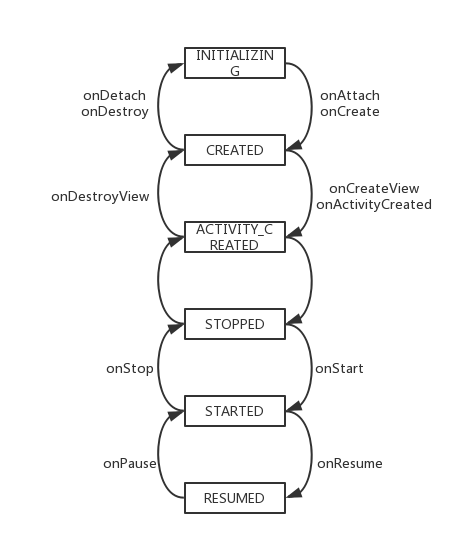 INITIALIZIN
G
onDetach
onDestroy
onAttach
onCreate
CREATED
onDestroyView
onCreateView
onActivityCreated
ACTIVITY_C
REATED
STOPPED
onStop
onStart
STARTED
onPause
onResume
RESUMED